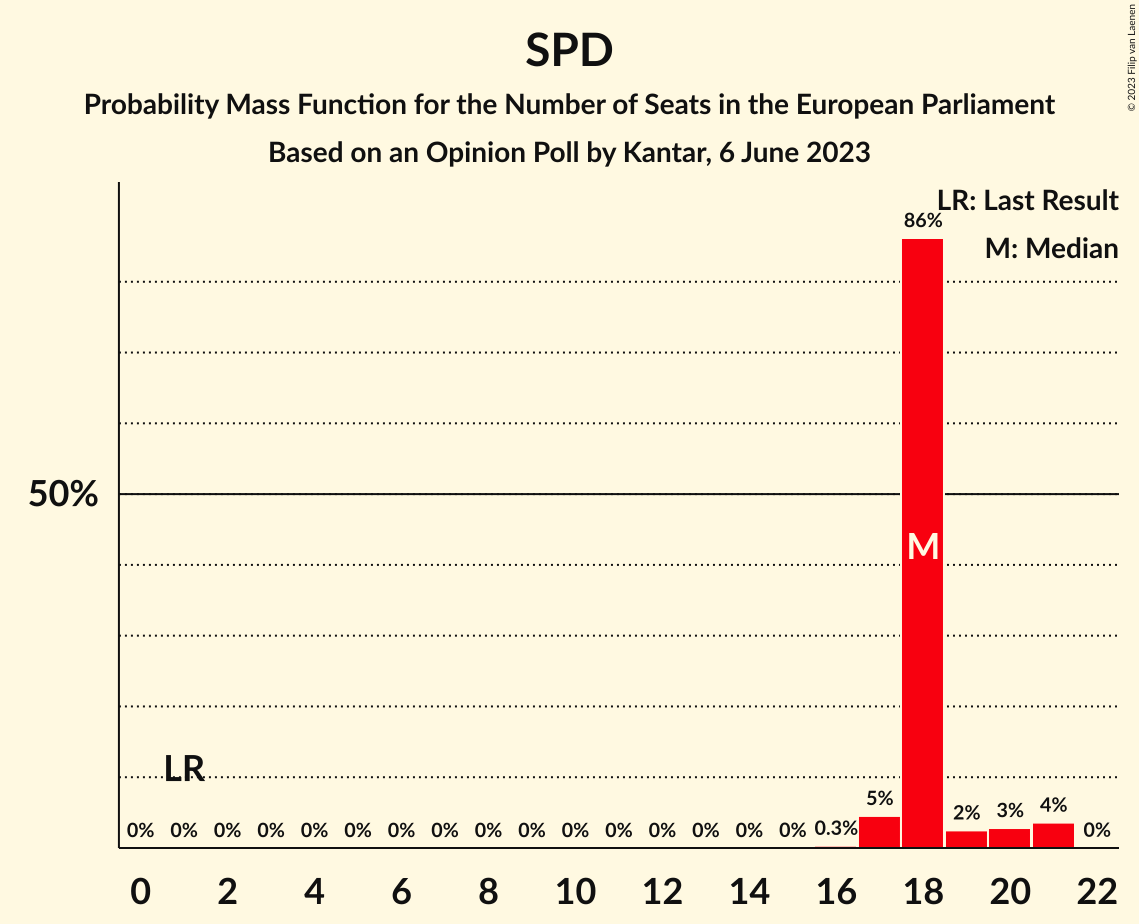 SPD
Probability Mass Function for the Number of Seats in the European Parliament
Based on an Opinion Poll by Kantar, 6 June 2023
© 2023 Filip van Laenen
LR: Last Result
M: Median
86%
50%
M
LR
0% 0% 0% 0% 0% 0% 0% 0% 0% 0% 0% 0% 0% 0% 0% 0% 0.3% 5% 2% 3% 4% 0%
0 2 4 6 8 10 12 14 16 18 20 22